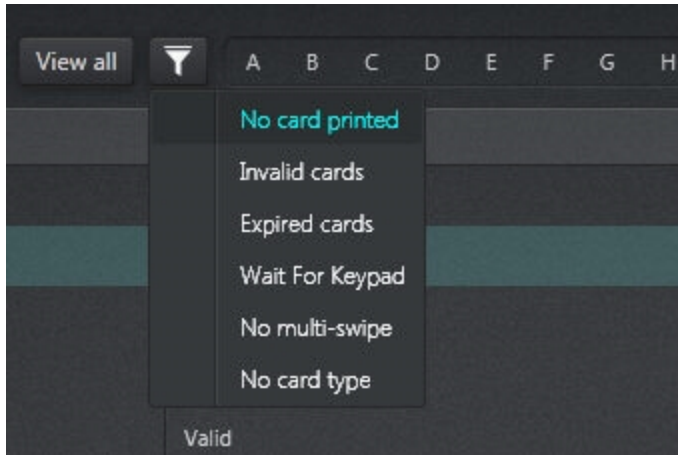 View all A B C D E F G H
No card printed
Invalid cards
Expired cards
Wait For Keypad
No multi-swipe
No card type
Valid